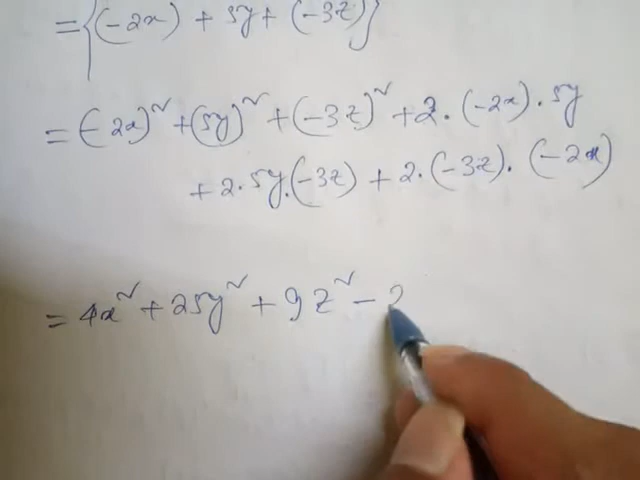 = {(-2x) + 5y + (-3z)}
= (-2x)² + (5y)² + (-3z)² + 2 · (-2x) · 5y
+ 2 · 5y · (-3z) + 2 · (-3z) · (-2x)
= 4x² + 25y² + 9z² - 2